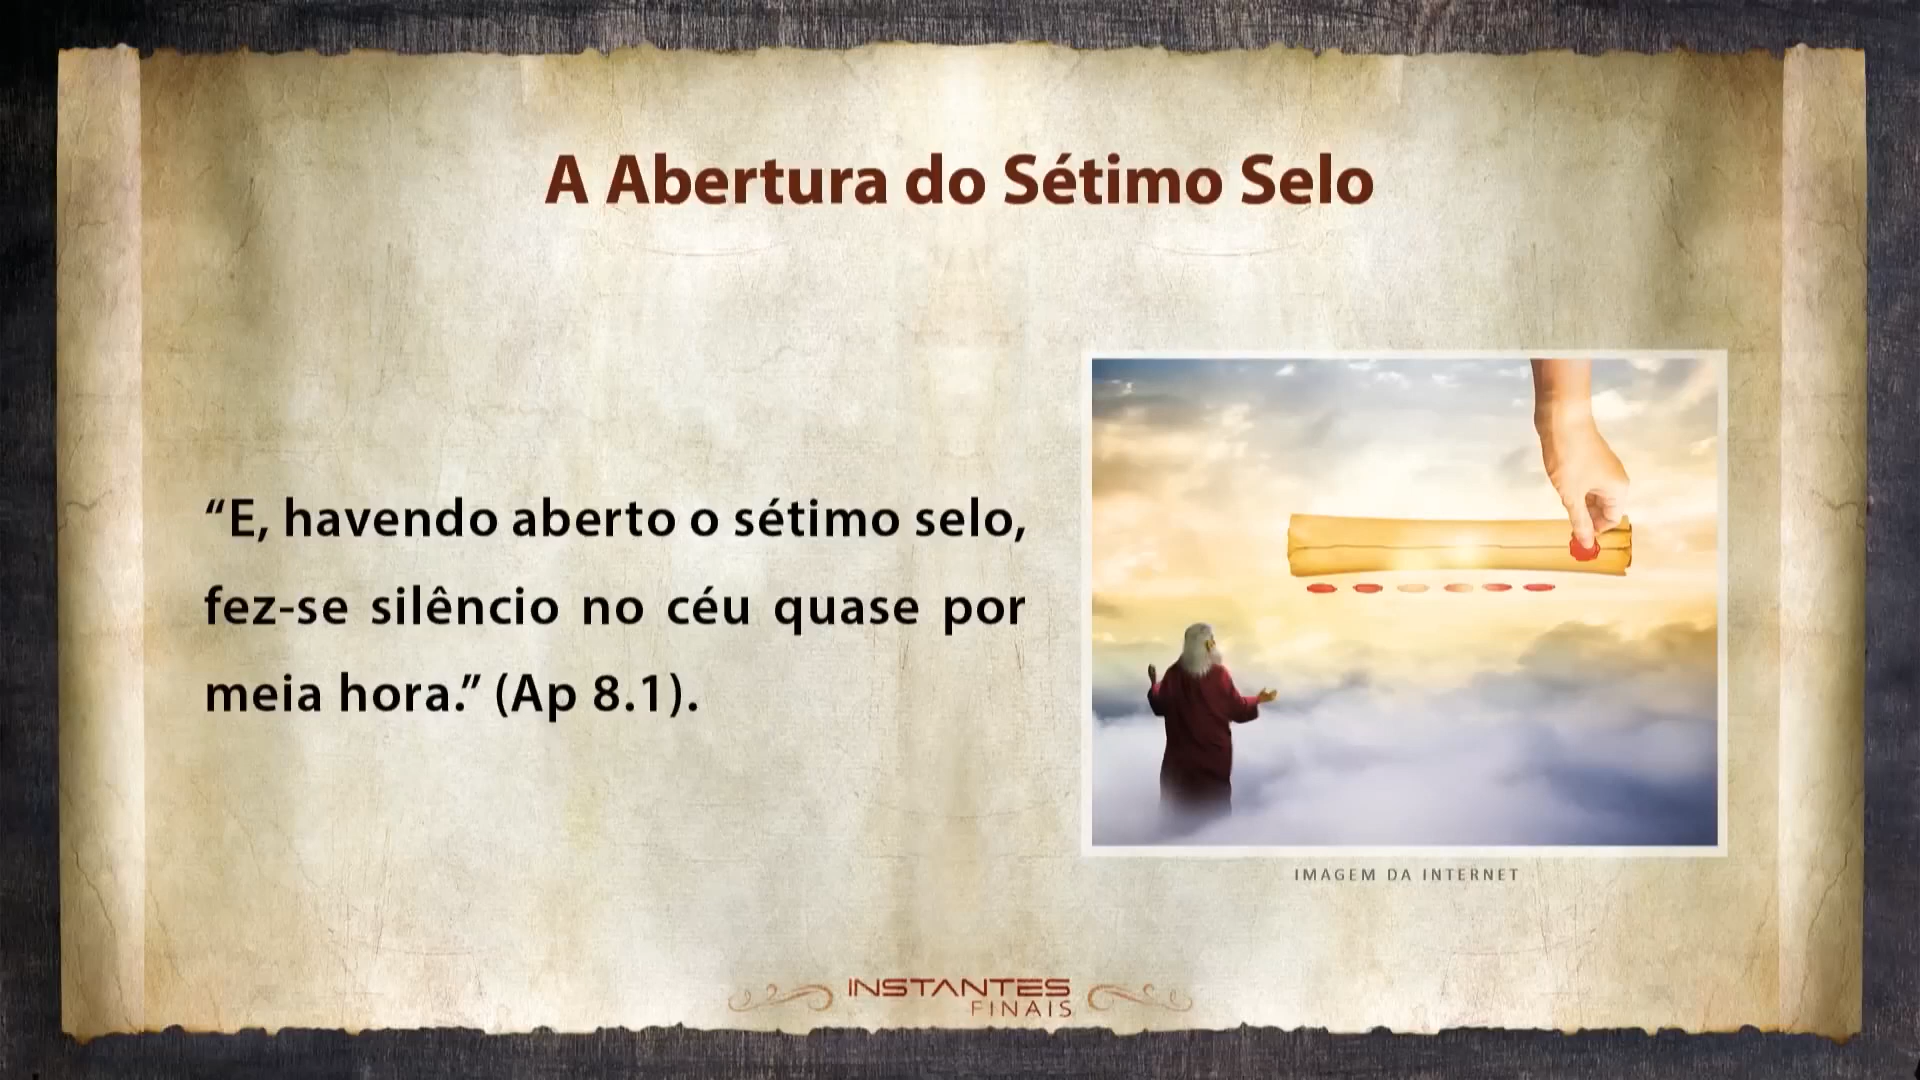 A Abertura do Sétimo Selo
“E, havendo aberto o sétimo selo,
fez-se silêncio no céu quase por
meia hora.” (Ap 8.1).
IMAGEM DA INTERNET
INSTANTES
FINAIS